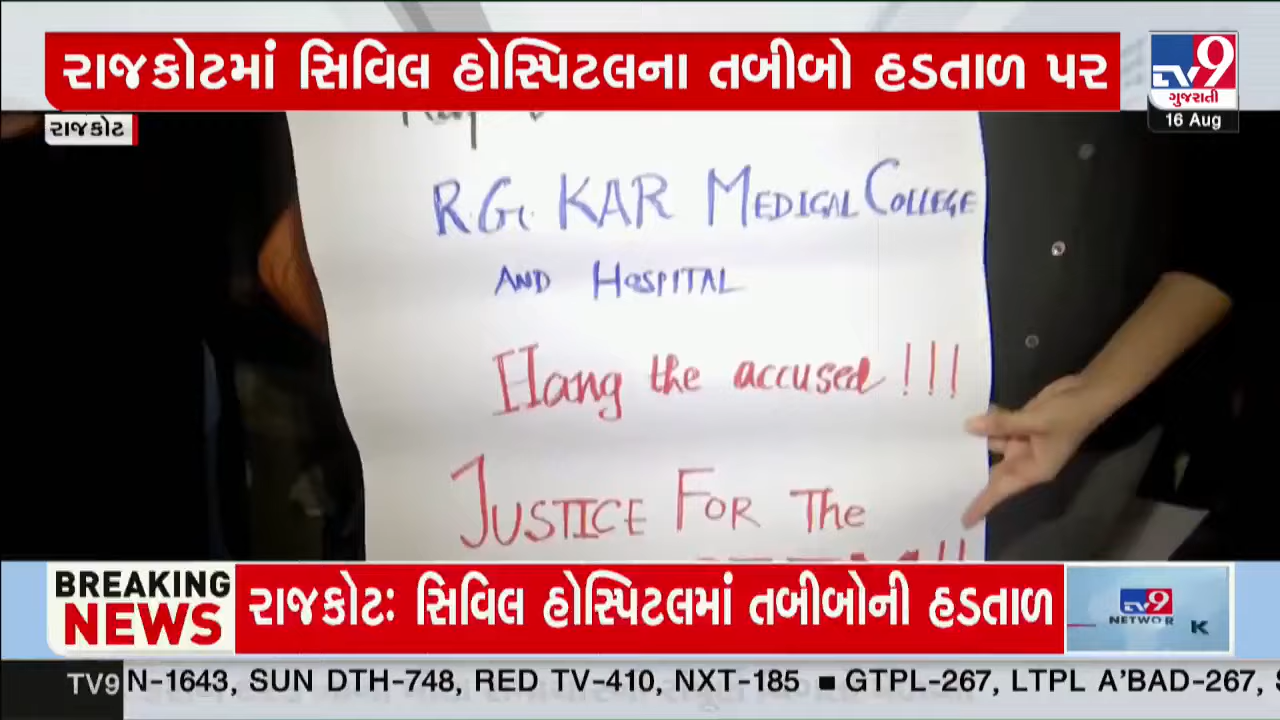 રાજકોટમાં સિવિલ હોસ્પિટલના તબીબો હડતાળ પર
TV9
ગુજરાતી
16 Aug
રાજકોટ
R.G. KAR MEDICAL COLLEGE
AND HOSPITAL
Hang the accused!!!
JUSTICE FOR The
BREAKING
NEWS
રાજકોટઃ સિવિલ હોસ્પિટલમાં તબીબોની હડતાળ
TV9
NETWORK
TV9 N-1643, SUN DTH-748, RED TV-410, NXT-185 ■ GTPL-267, LTPL A'BAD-267, S